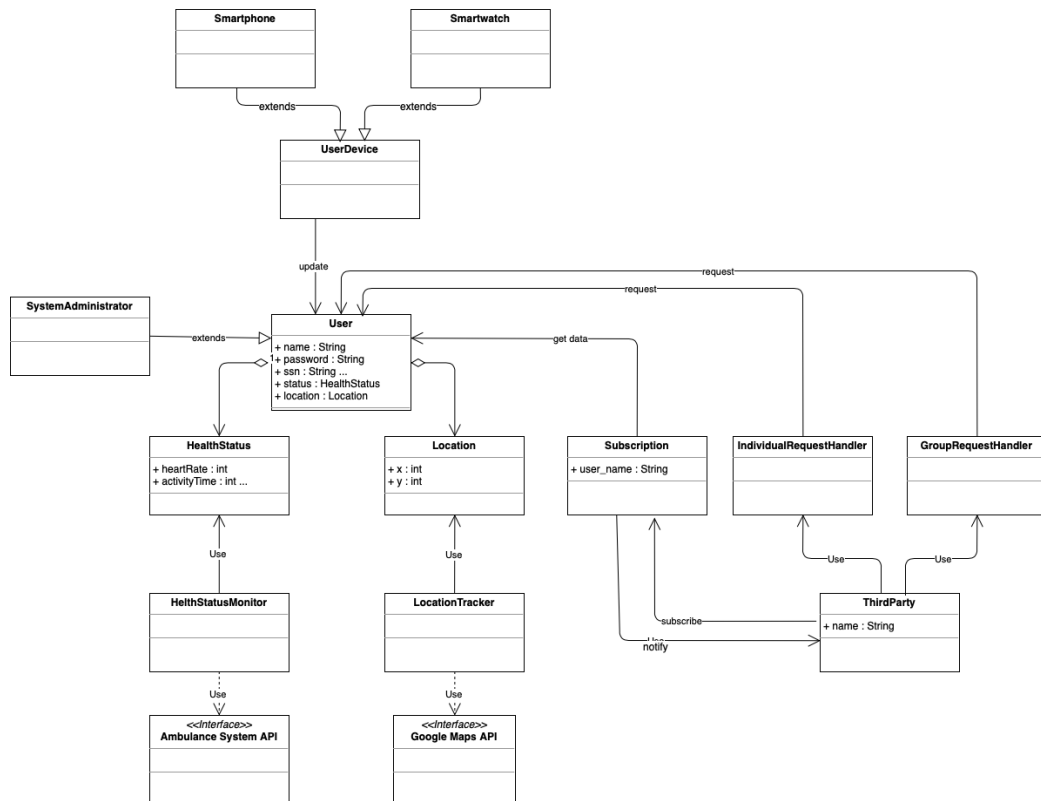 Smartphone
Smartwatch
extends
extends
UserDevice
update
request
request
SystemAdministrator
extends
User
+ name : String
+ password : String
+ ssn : String ...
+ status : HealthStatus
+ location : Location
1
get data
HealthStatus
+ heartRate : int
+ activityTime : int ...
Location
+ x : int
+ y : int
Subscription
+ user_name : String
IndividualRequestHandler
GroupRequestHandler
Use
Use
Use
Use
HelthStatusMonitor
LocationTracker
ThirdParty
+ name : String
subscribe
Use
notify
Use
Use
<<Interface>>
Ambulance System API
<<Interface>>
Google Maps API